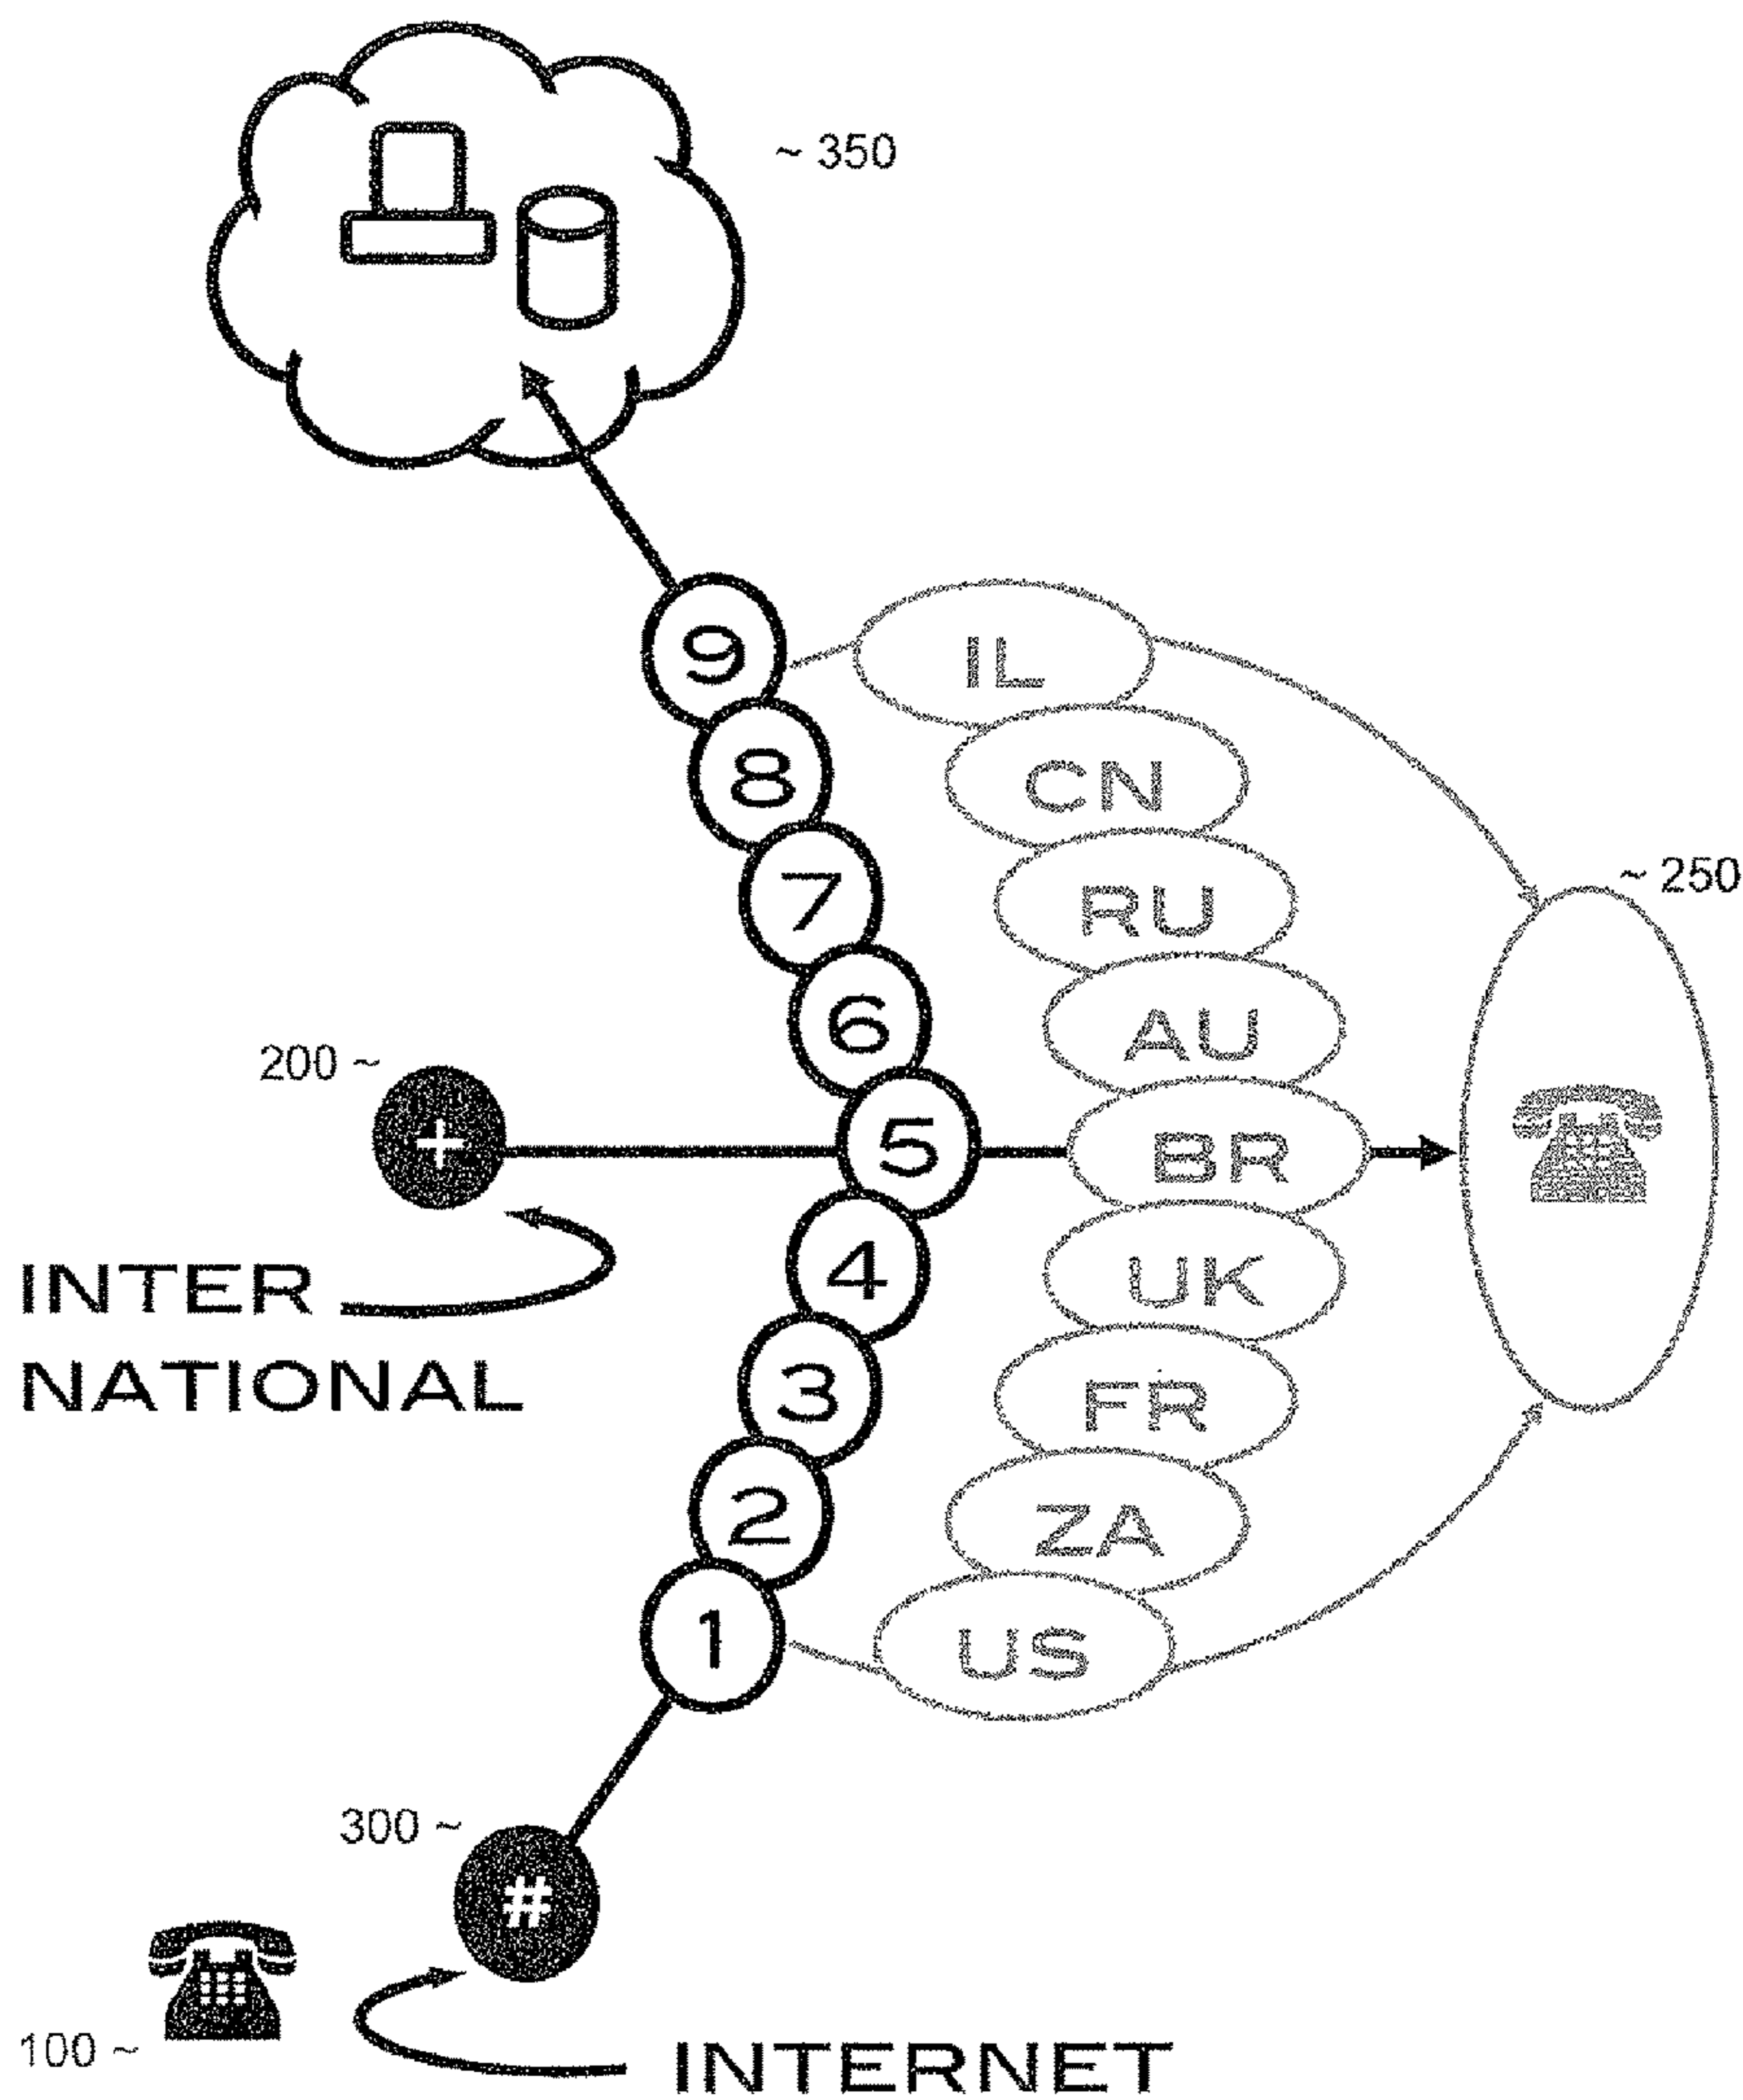 ~ 350
9
IL
8
CN
7
RU
~ 250
6
AU
200 ~
+
5
BR
INTER
NATIONAL
4
UK
3
FR
2
ZA
1
US
300 ~
#
100 ~
INTERNET